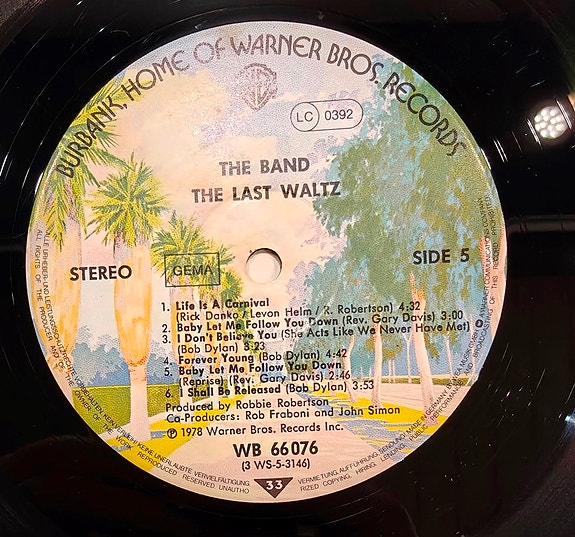 BURBANK, HOME OF WARNER BROS. RECORDS
LC 0392
THE BAND
THE LAST WALTZ
STEREO
GEMA
SIDE 5
1. Life Is A Carnival
(Rick Danko/Levon Helm/R. Robertson) 4:32
2. Baby Let Me Follow You Down (Rev. Gary Davis) 3:00
3. I Don't Believe You (She Acts Like We Never Have Met)
(Bob Dylan) 3:23
4. Forever Young (Bob Dylan) 4:42
5. Baby Let Me Follow You Down
(Reprise) (Rev. Gary Davis) 2:46
6. I Shall Be Released (Bob Dylan) 3:53
Produced by Robbie Robertson
Co-Producers: Rob Fraboni and John Simon
℗ 1978 Warner Bros. Records Inc.
WB 66076
(3 WS-5-3146)
33